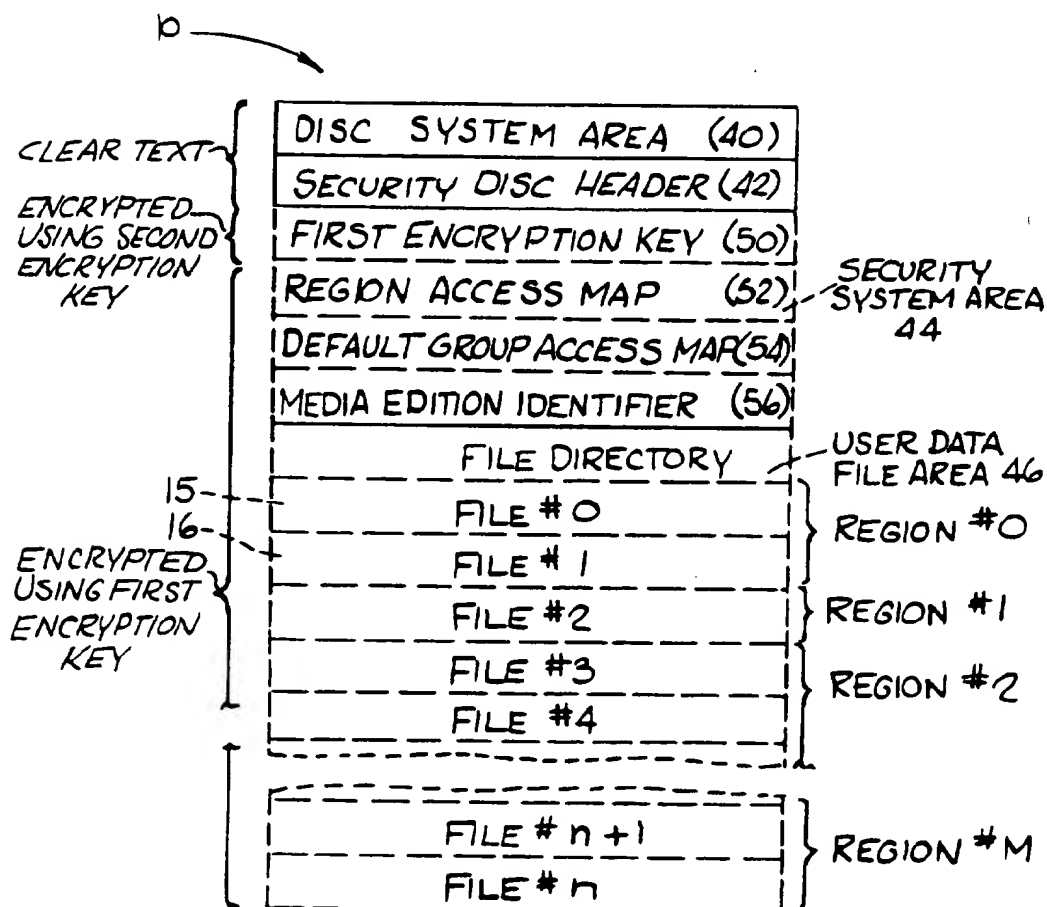 10
DISC SYSTEM AREA (40)
CLEAR TEXT
SECURITY DISC HEADER (42)
ENCRYPTED
USING SECOND
ENCRYPTION
KEY
FIRST ENCRYPTION KEY (50)
REGION ACCESS MAP (52)
SECURITY
SYSTEM AREA
44
DEFAULT GROUP ACCESS MAP (54)
MEDIA EDITION IDENTIFIER (56)
FILE DIRECTORY
USER DATA
FILE AREA 46
15
FILE #0
REGION #0
16
FILE #1
ENCRYPTED
USING FIRST
ENCRYPTION
KEY
FILE #2
REGION #1
FILE #3
REGION #2
FILE #4
FILE # n+1
REGION #M
FILE # n